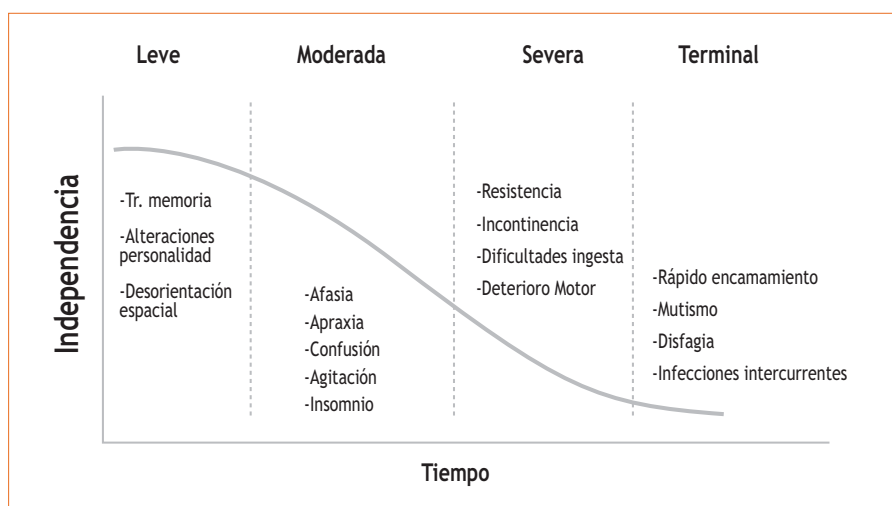 Leve
Moderada
Severa
Terminal
Independencia
-Tr. memoria
-Alteraciones
personalidad
-Desorientación
espacial
-Afasia
-Apraxia
-Confusión
-Agitación
-Insomnio
-Resistencia
-Incontinencia
-Dificultades ingesta
-Deterioro Motor
-Rápido encamamiento
-Mutismo
-Disfagia
-Infecciones intercurrentes
Tiempo